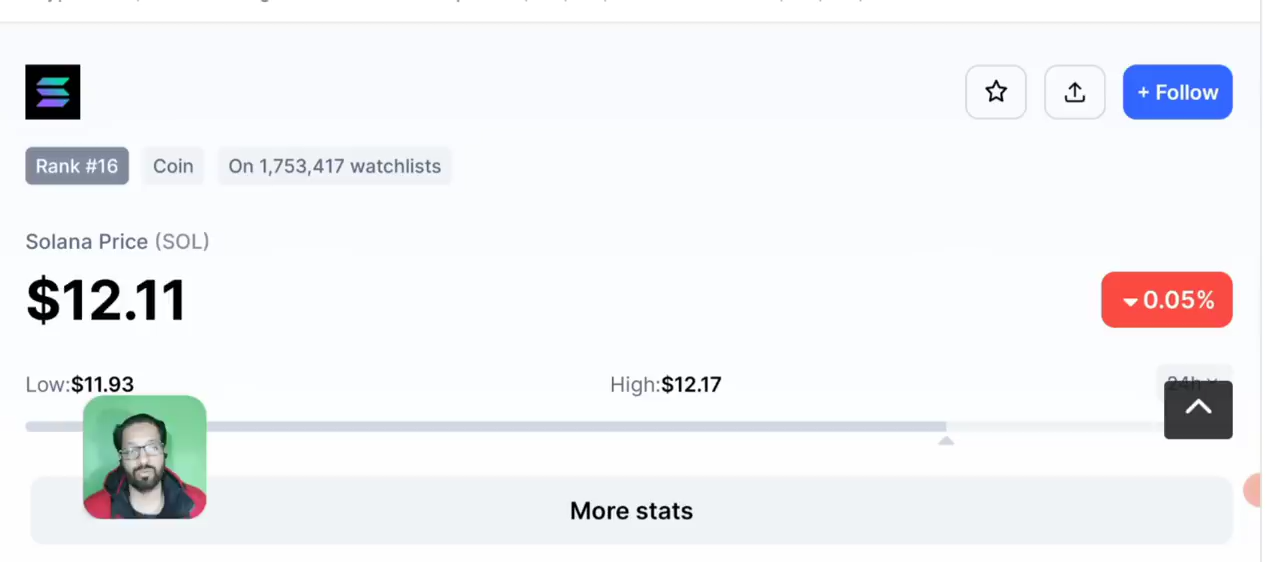 + Follow
Rank #16 Coin On 1,753,417 watchlists
Solana Price (SOL)
$12.11
0.05%
Low:$11.93 High:$12.17 24h
More stats